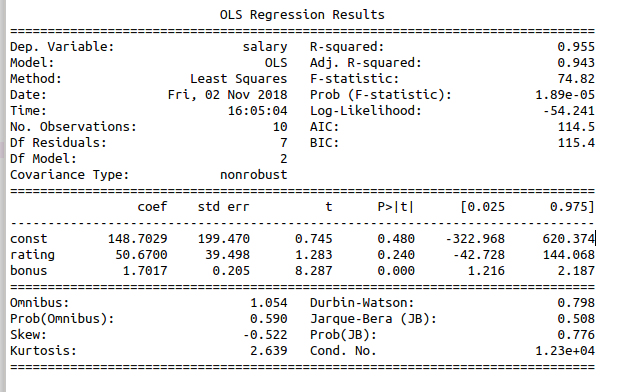 OLS Regression Results
==============================================================================
Dep. Variable: salary R-squared: 0.955
Model: OLS Adj. R-squared: 0.943
Method: Least Squares F-statistic: 74.82
Date: Fri, 02 Nov 2018 Prob (F-statistic): 1.89e-05
Time: 16:05:04 Log-Likelihood: -54.241
No. Observations: 10 AIC: 114.5
Df Residuals: 7 BIC: 115.4
Df Model: 2
Covariance Type: nonrobust
==============================================================================
coef std err t P>|t| [0.025 0.975]
------------------------------------------------------------------------------
const 148.7029 199.470 0.745 0.480 -322.968 620.374
rating 50.6700 39.498 1.283 0.240 -42.728 144.068
bonus 1.7017 0.205 8.287 0.000 1.216 2.187
==============================================================================
Omnibus: 1.054 Durbin-Watson: 0.798
Prob(Omnibus): 0.590 Jarque-Bera (JB): 0.508
Skew: -0.522 Prob(JB): 0.776
Kurtosis: 2.639 Cond. No. 1.23e+04
==============================================================================